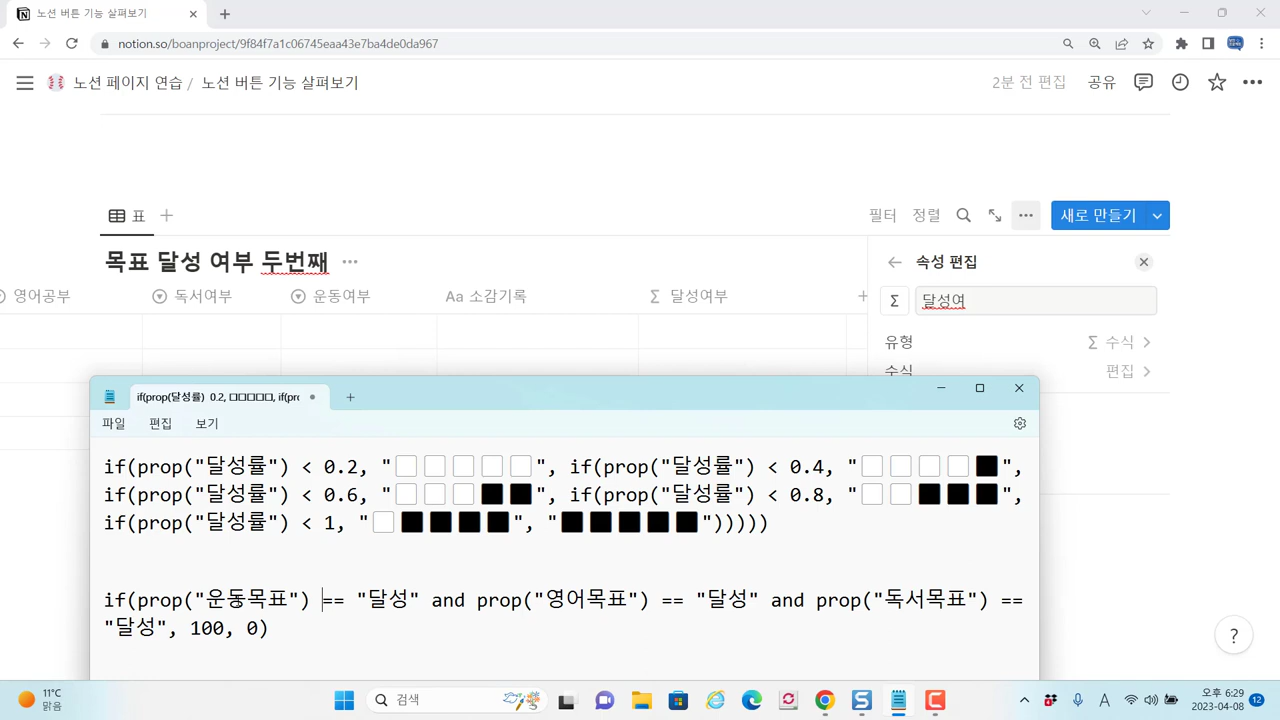 노션 버튼 기능 살펴보기
notion.so/boanproject/9f84f7a1c06745eaa43e7ba4de0da967
노션 페이지 연습 / 노션 버튼 기능 살펴보기
2분 전 편집 공유
표
필터 정렬 새로 만들기
목표 달성 여부 두번째
속성 편집
영어공부 독서여부 운동여부 Aa 소감기록 Σ 달성여부
Σ 달성여
유형 Σ 수식
수식 편집
if(prop(달성률) 0.2, □□□□□, if(prc
파일 편집 보기
if(prop("달성률") < 0.2, "⬜⬜⬜⬜⬜", if(prop("달성률") < 0.4, "⬜⬜⬜⬜⬛",
if(prop("달성률") < 0.6, "⬜⬜⬜⬛⬛", if(prop("달성률") < 0.8, "⬜⬜⬛⬛⬛",
if(prop("달성률") < 1, "⬜⬛⬛⬛⬛", "⬛⬛⬛⬛⬛")))))
if(prop("운동목표") == "달성" and prop("영어목표") == "달성" and prop("독서목표") ==
"달성", 100, 0)
?
11°C
맑음
검색
A
오후 6:29
2023-04-08
12